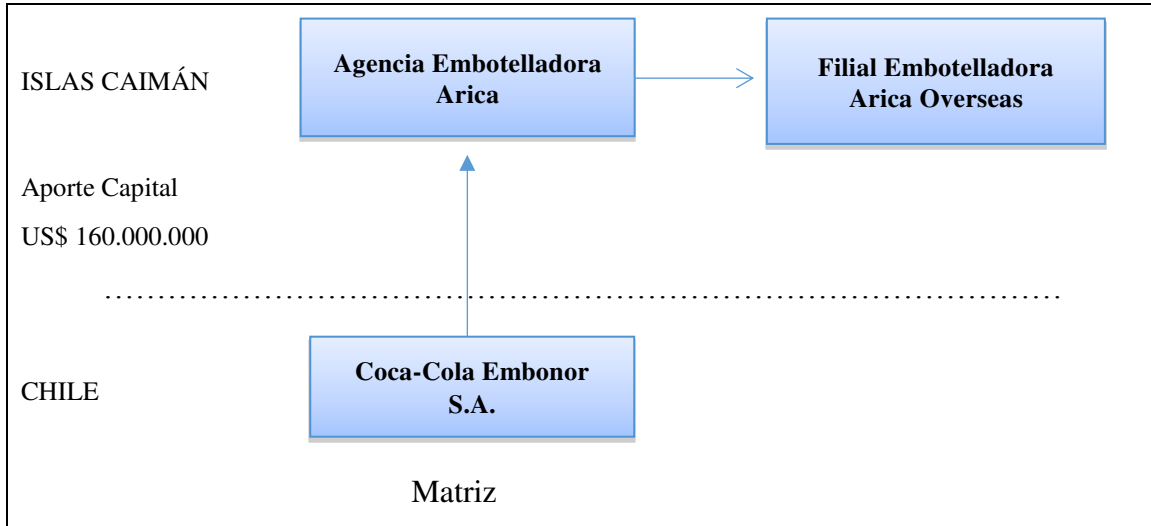 ISLAS CAIMÁN
Agencia Embotelladora
Arica
Filial Embotelladora
Arica Overseas
Aporte Capital
US$ 160.000.000
CHILE
Coca-Cola Embonor
S.A.
Matriz